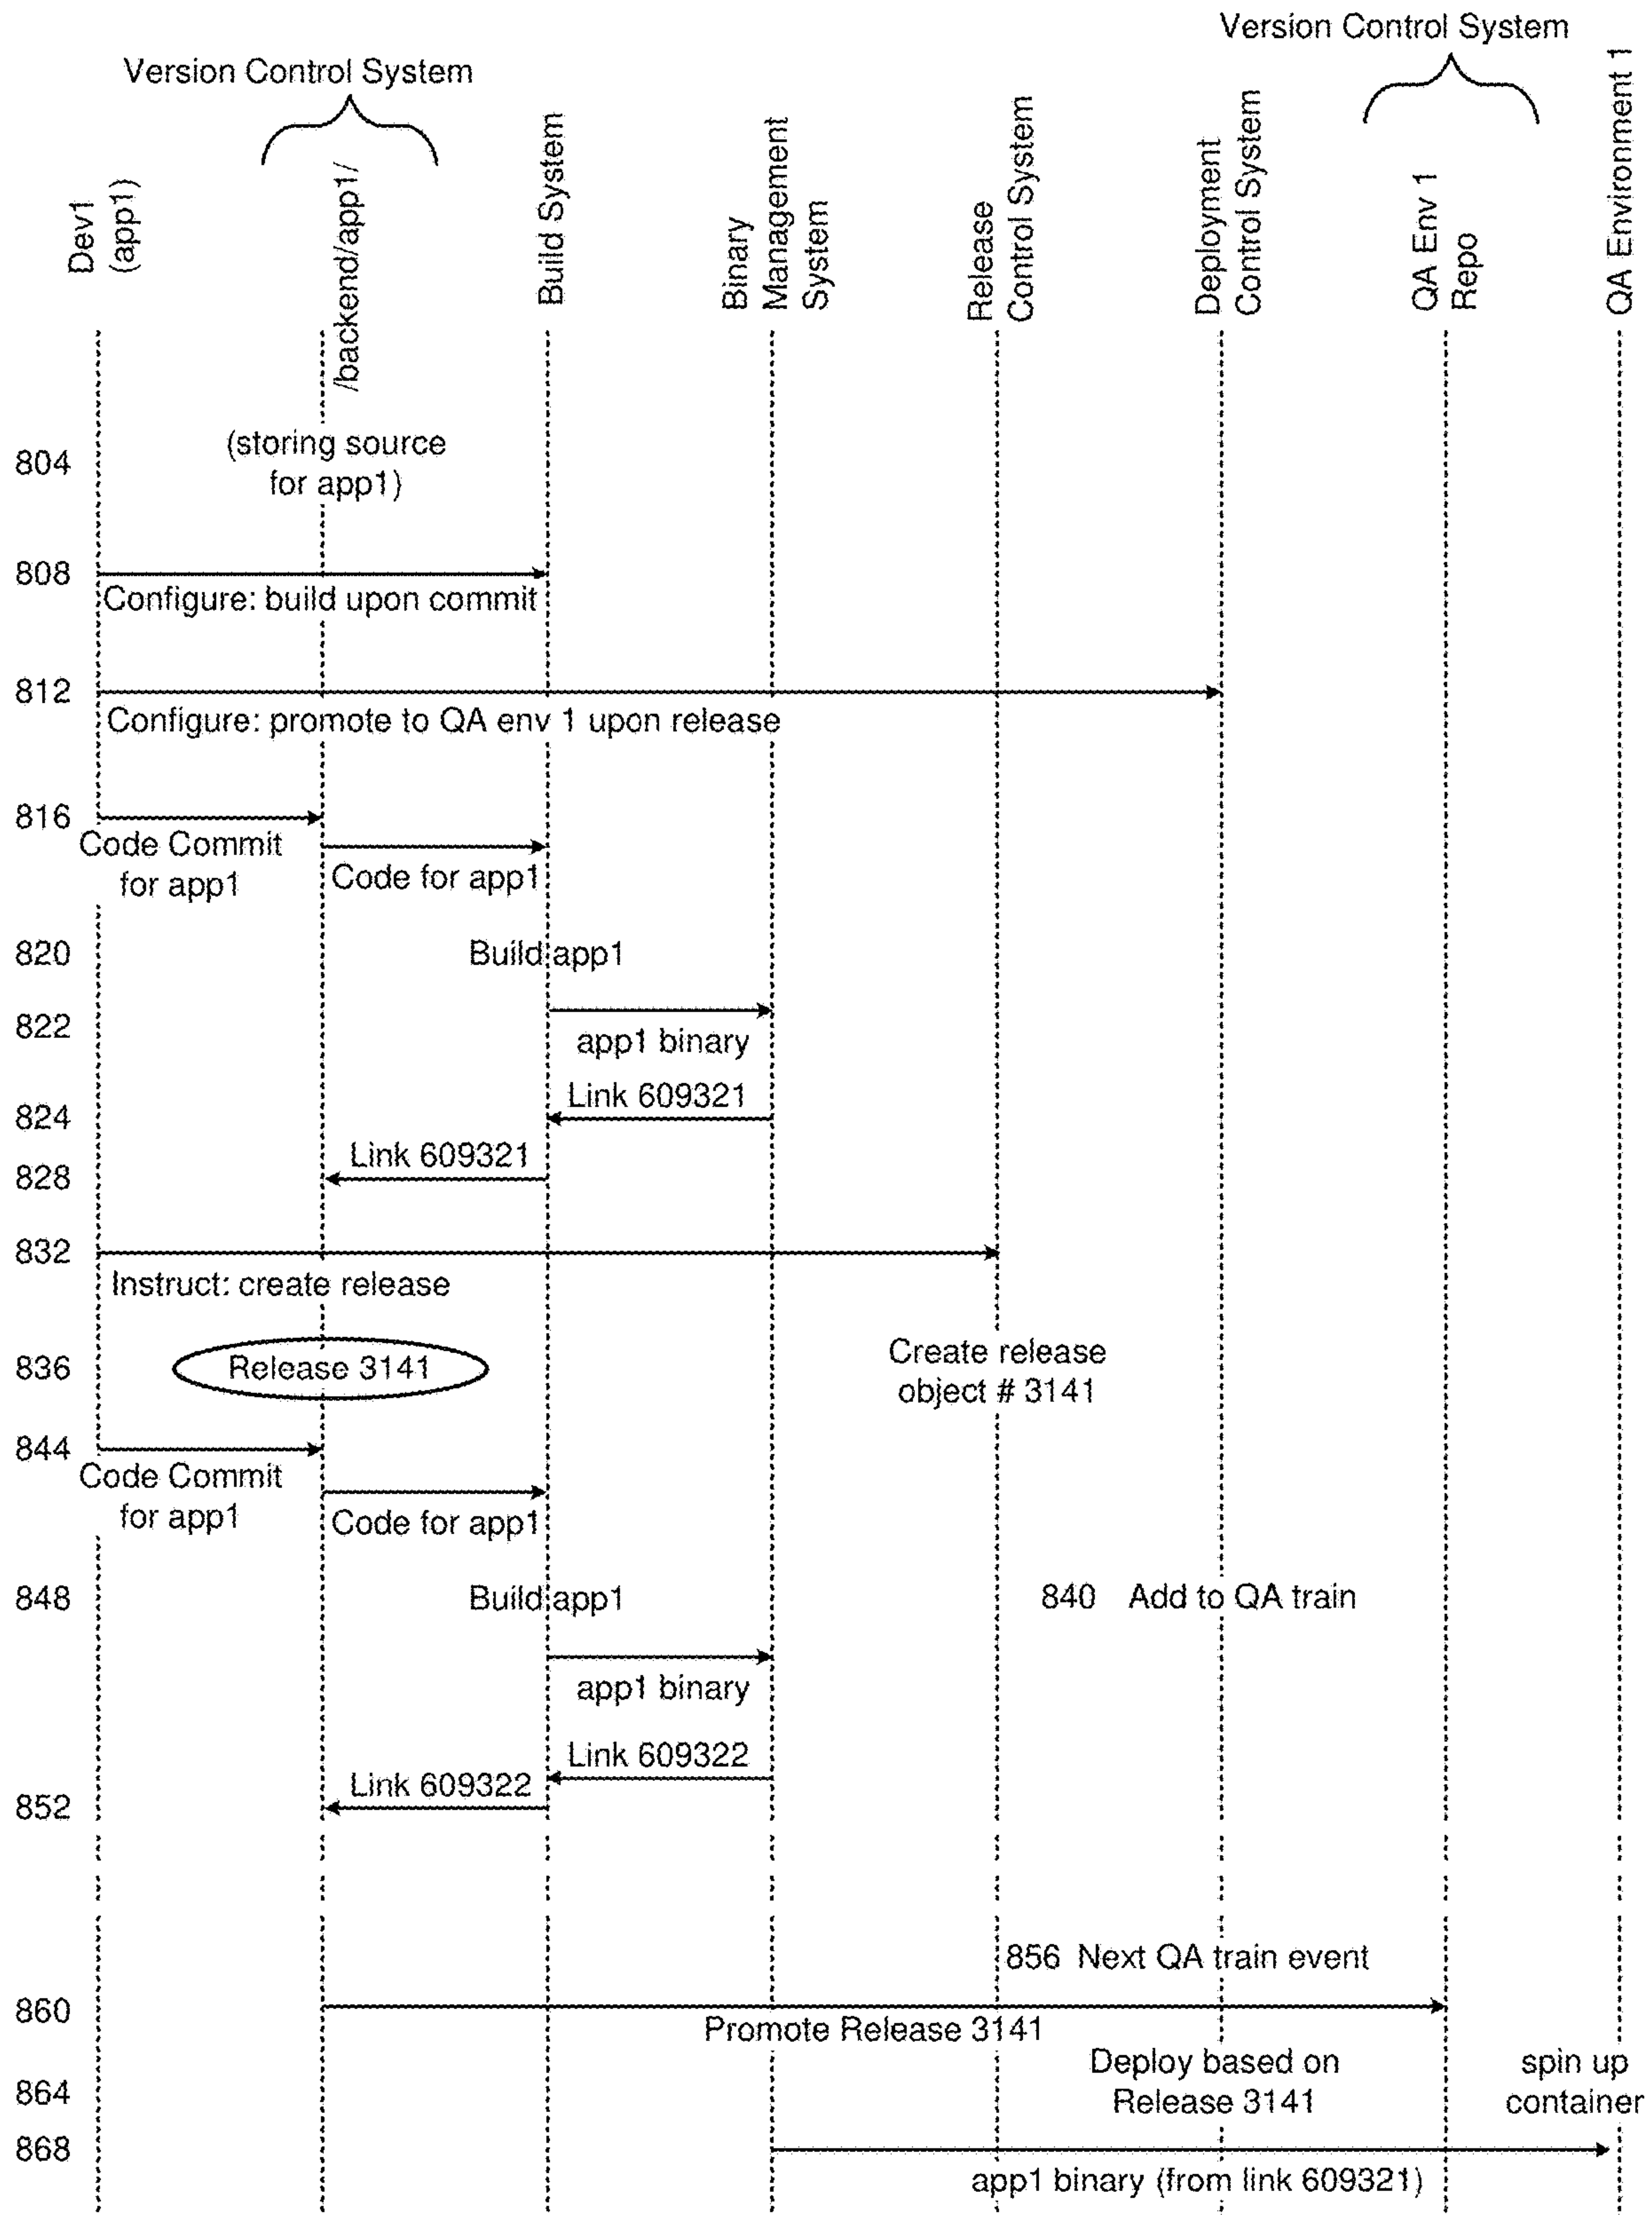 Version Control System
Version Control System
Dev1
(app1)
/backend/app1/
Build System
Binary
Management
System
Release
Control System
Deployment
Control System
QA Env 1
Repo
QA Environment 1
804
(storing source
for app1)
808
Configure: build upon commit
812
Configure: promote to QA env 1 upon release
816
Code Commit
for app1
Code for app1
820
Build app1
822
app1 binary
824
Link 609321
828
Link 609321
832
Instruct: create release
836
Release 3141
Create release
object # 3141
844
Code Commit
for app1
Code for app1
848
Build app1
840 Add to QA train
app1 binary
Link 609322
852
Link 609322
856 Next QA train event
860
Promote Release 3141
864
Deploy based on
Release 3141
spin up
container
868
app1 binary (from link 609321)